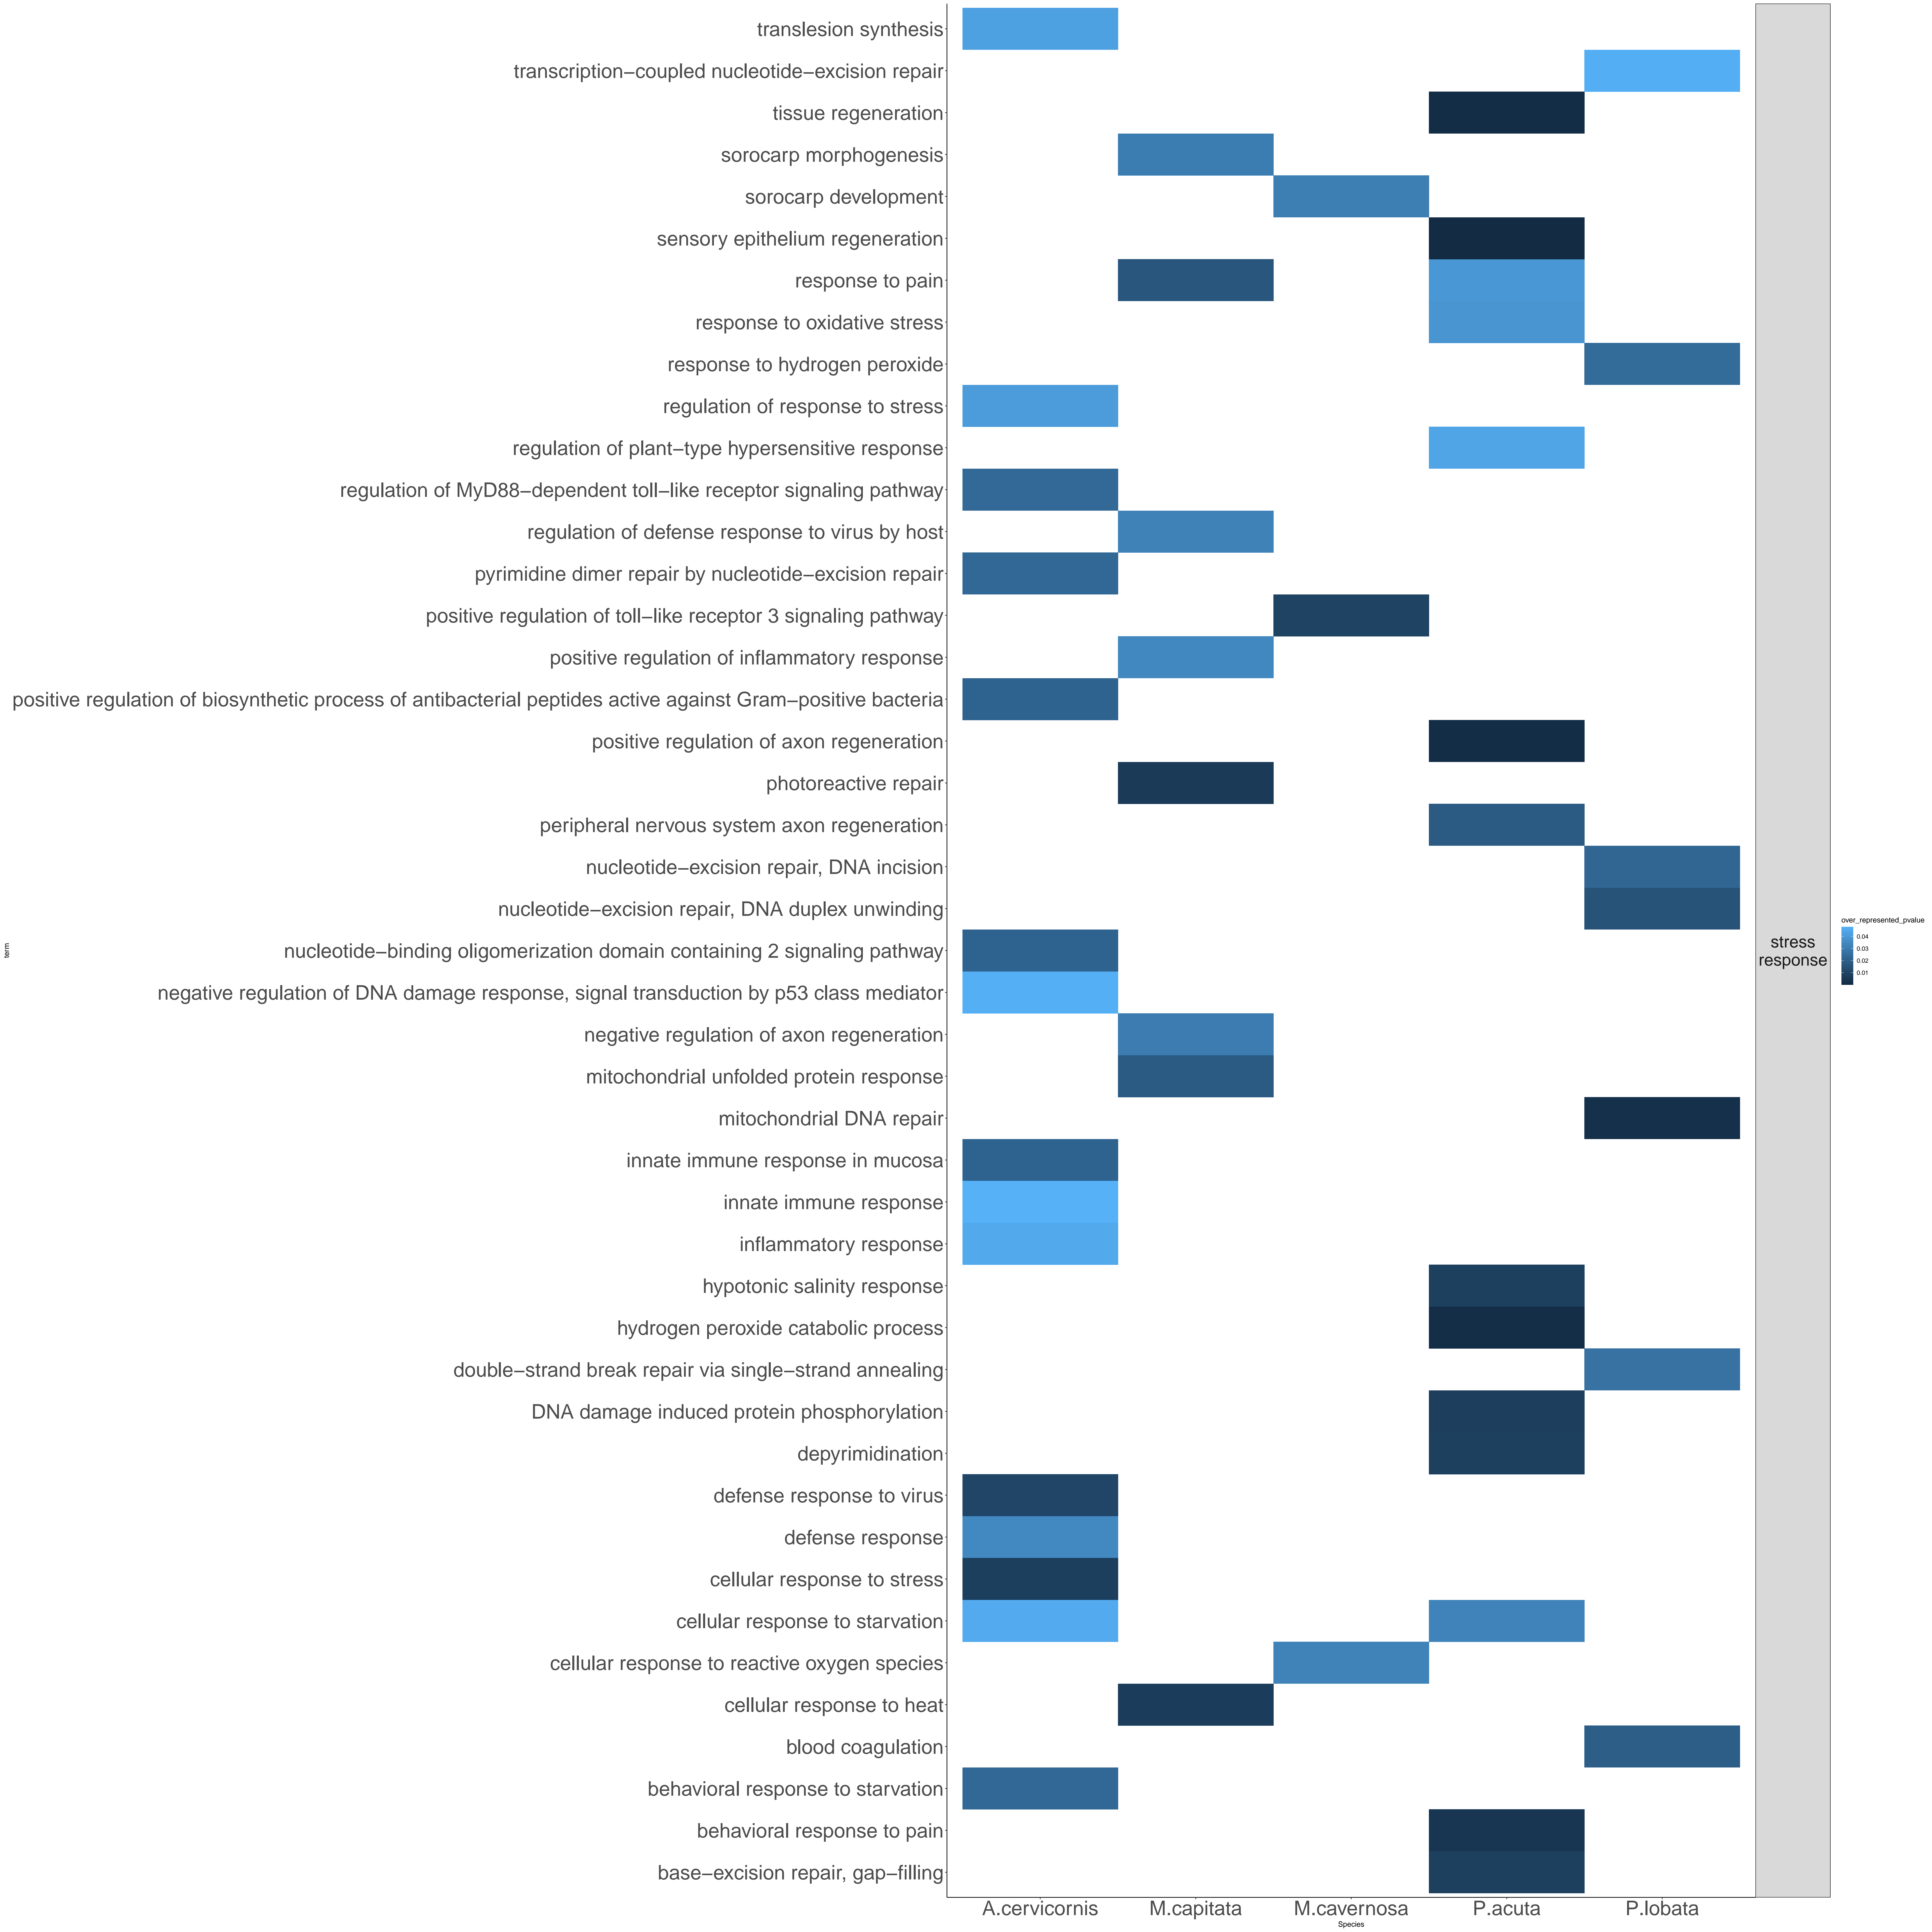 translesion synthesis
transcription−coupled nucleotide−excision repair
tissue regeneration
sorocarp morphogenesis
sorocarp development
sensory epithelium regeneration
response to pain
response to oxidative stress
response to hydrogen peroxide
regulation of response to stress
regulation of plant−type hypersensitive response
regulation of MyD88−dependent toll−like receptor signaling pathway
regulation of defense response to virus by host
pyrimidine dimer repair by nucleotide−excision repair
positive regulation of toll−like receptor 3 signaling pathway
positive regulation of inflammatory response
positive regulation of biosynthetic process of antibacterial peptides active against Gram−positive bacteria
positive regulation of axon regeneration
photoreactive repair
peripheral nervous system axon regeneration
nucleotide−excision repair, DNA incision
nucleotide−excision repair, DNA duplex unwinding
nucleotide−binding oligomerization domain containing 2 signaling pathway
negative regulation of DNA damage response, signal transduction by p53 class mediator
negative regulation of axon regeneration
mitochondrial unfolded protein response
mitochondrial DNA repair
innate immune response in mucosa
innate immune response
inflammatory response
hypotonic salinity response
hydrogen peroxide catabolic process
double−strand break repair via single−strand annealing
DNA damage induced protein phosphorylation
depyrimidination
defense response to virus
defense response
cellular response to stress
cellular response to starvation
cellular response to reactive oxygen species
cellular response to heat
blood coagulation
behavioral response to starvation
behavioral response to pain
base−excision repair, gap−filling
term
A.cervicornis M.capitata M.cavernosa P.acuta P.lobata
Species
stress
response
over_represented_pvalue
0.04
0.03
0.02
0.01